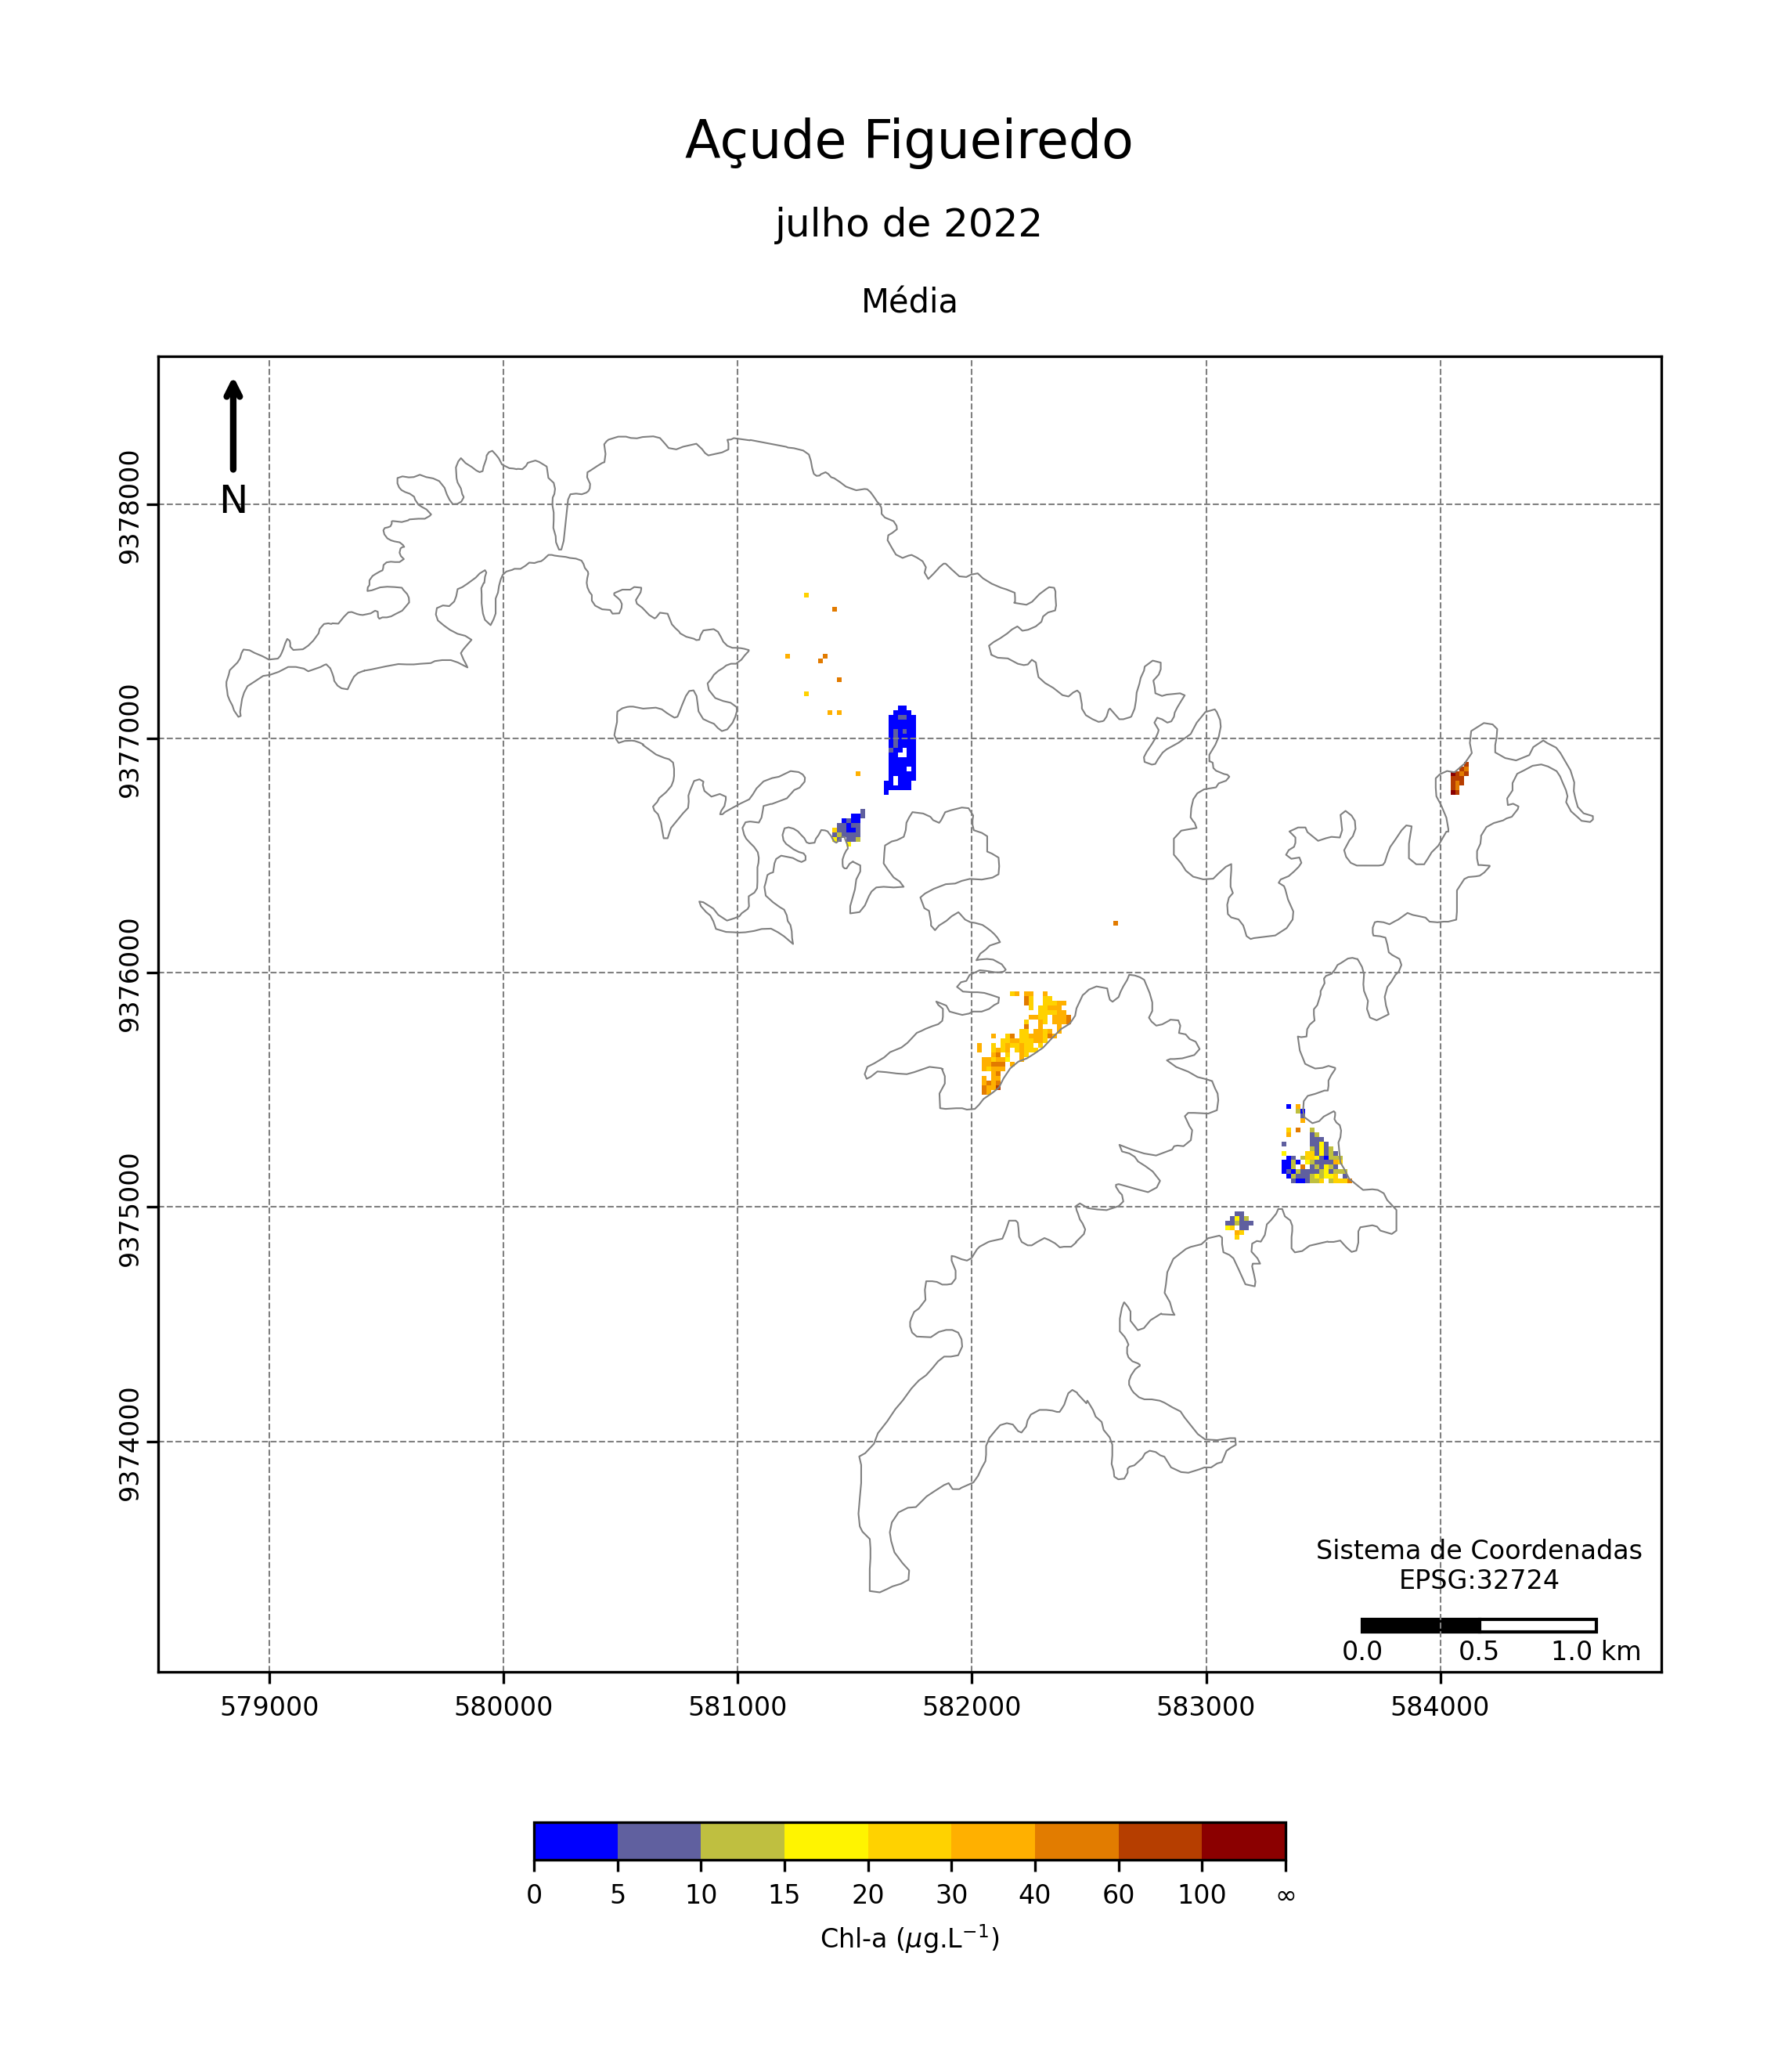 Açude Figueiredo
julho de 2022
Média
N
9378000
9377000
9376000
9375000
9374000
Sistema de Coordenadas
EPSG:32724
0.0 0.5 1.0 km
579000 580000 581000 582000 583000 584000
0 5 10 15 20 30 40 60 100 ∞
Chl-a (μg.L⁻¹)